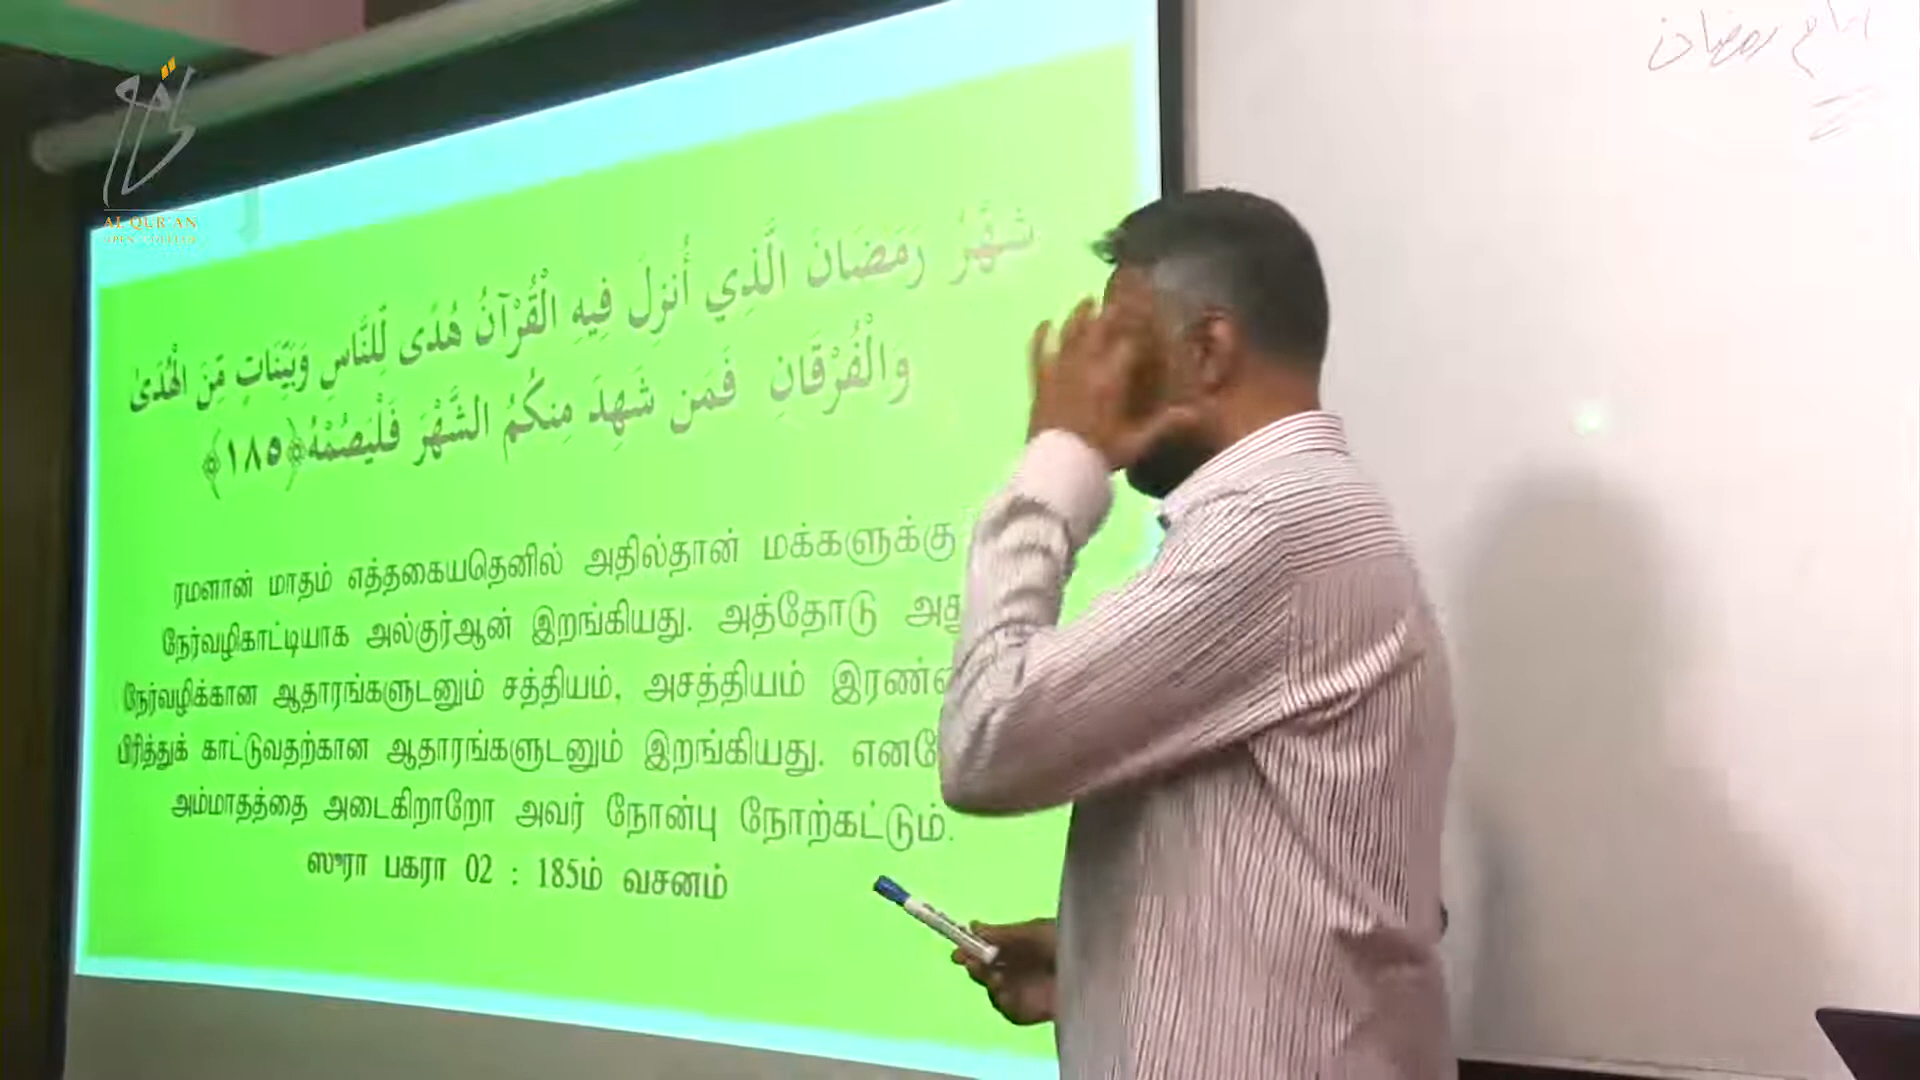 AL QUR'AN
OPEN COLLEGE
شَهْرُ رَمَضَانَ الَّذِي أُنزِلَ فِيهِ الْقُرْآنُ هُدًى لِّلنَّاسِ وَبَيِّنَاتٍ مِّنَ الْهُدَىٰ
وَالْفُرْقَانِ فَمَن شَهِدَ مِنكُمُ الشَّهْرَ فَلْيَصُمْهُ ﴿١٨٥﴾
ரமளான் மாதம் எத்தகையதெனில் அதில்தான் மக்களுக்கு
நேர்வழிகாட்டியாக அல்குர்ஆன் இறங்கியது. அத்தோடு
நேர்வழிக்கான ஆதாரங்களுடனும் சத்தியம், அசத்தியம்
பிரித்துக் காட்டுவதற்கான ஆதாரங்களுடனும் இறங்கியது.
அம்மாதத்தை அடைகிறாறோ அவர் நோன்பு நோற்கட்டும்.
ஸூரா பகரா 02 : 185ம் வசனம்
رمضان